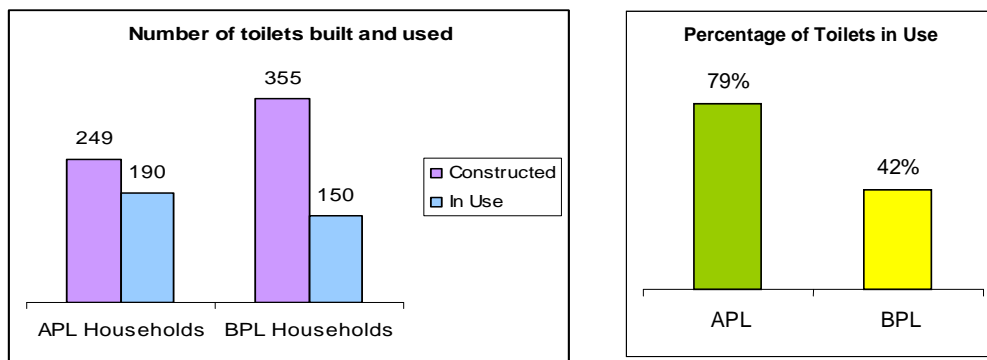 Number of toilets built and used
355
249
190
150
Constructed
In Use
APL Households
BPL Households
Percentage of Toilets in Use
79%
42%
APL
BPL